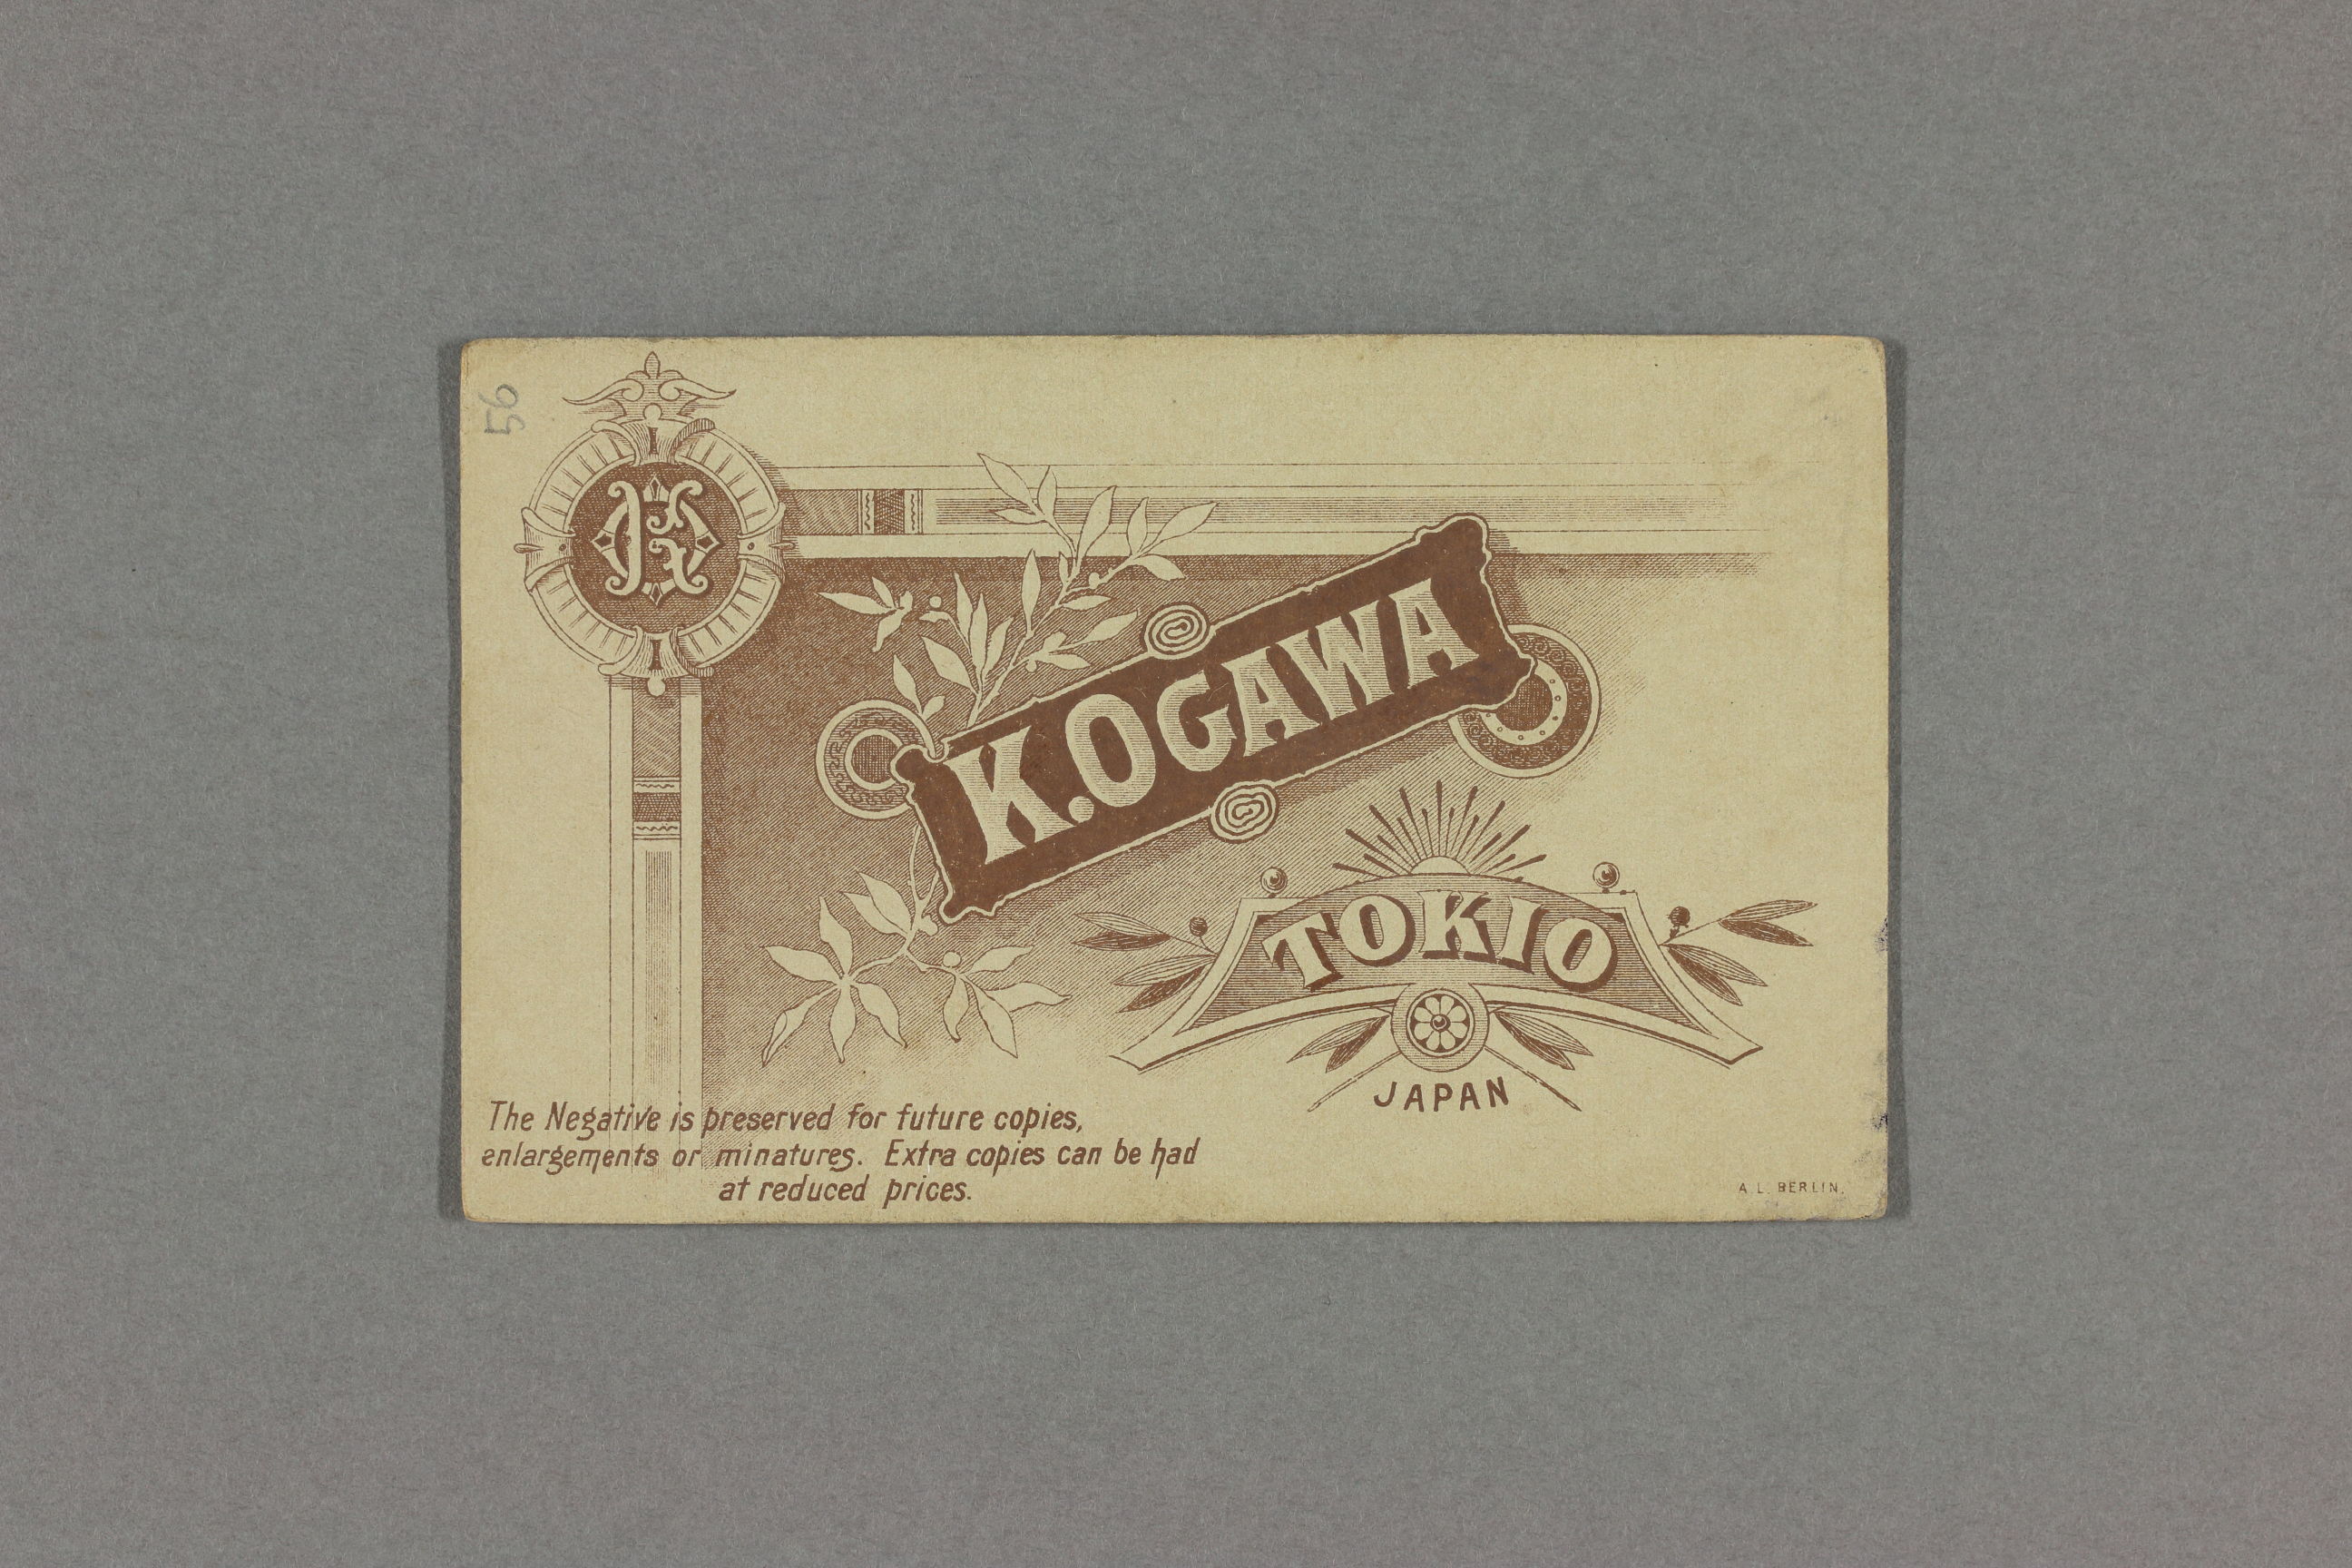 56
K.OGAWA
TOKIO
JAPAN
The Negative is preserved for future copies,
enlargements or minatures. Extra copies can be had
at reduced prices.
A.L. BERLIN.